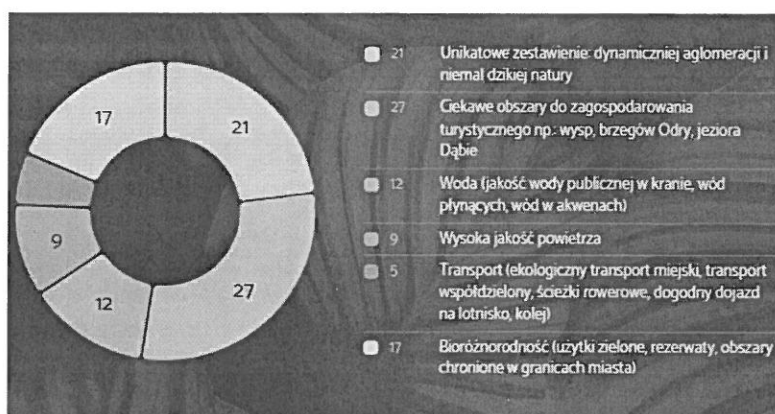 17
21
9
12
27
21 Unikatowe zestawienie: dynamiczniej aglomeracji i
niemal dzikiej natury
27 Ciekawe obszary do zagospodarowania
turystycznego np.: wysp, brzegów Odry, jeziora
Dąbie
12 Woda (jakość wody publicznej w kranie, wód
płynących, wód w akwenach)
9 Wysoka jakość powietrza
5 Transport (ekologiczny transport miejski, transport
współdzielony, ścieżki rowerowe, dogodny dojazd
na lotnisko, kolej)
17 Bioróżnorodność (użytki zielone, rezerwaty, obszary
chronione w granicach miasta)